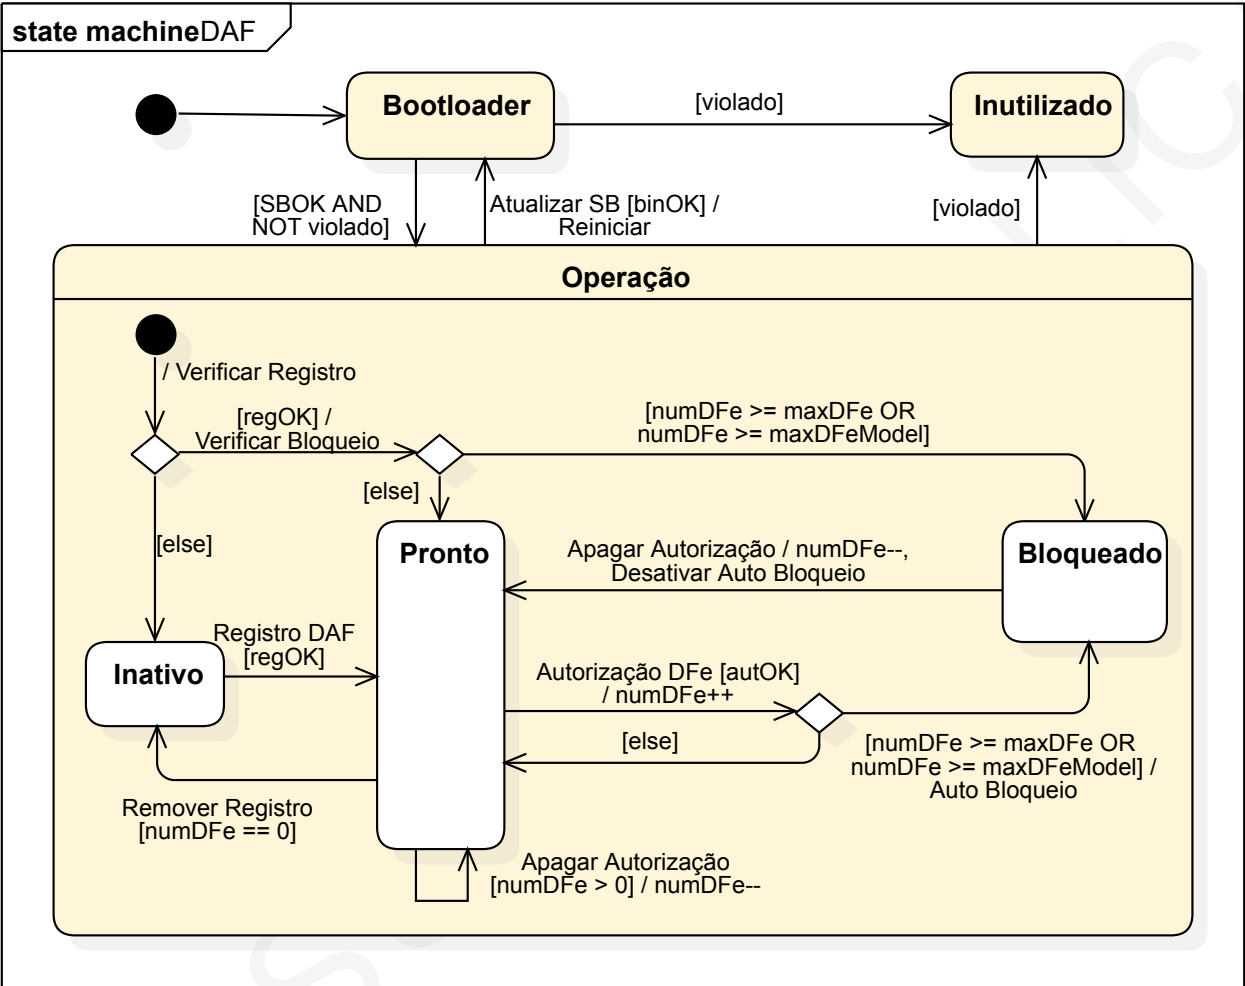 state machineDAF
Bootloader
[violado]
Inutilizado
[SBOK AND
NOT violado]
Atualizar SB [binOK] /
Reiniciar
[violado]
Operação
/ Verificar Registro
[regOK] /
Verificar Bloqueio
[numDFe >= maxDFe OR
numDFe >= maxDFeModel]
[else]
[else]
Pronto
Apagar Autorização / numDFe--,
Desativar Auto Bloqueio
Bloqueado
Registro DAF
[regOK]
Inativo
Autorização DFe [autOK]
/ numDFe++
[else]
[numDFe >= maxDFe OR
numDFe >= maxDFeModel] /
Auto Bloqueio
Remover Registro
[numDFe == 0]
Apagar Autorização
[numDFe > 0] / numDFe--